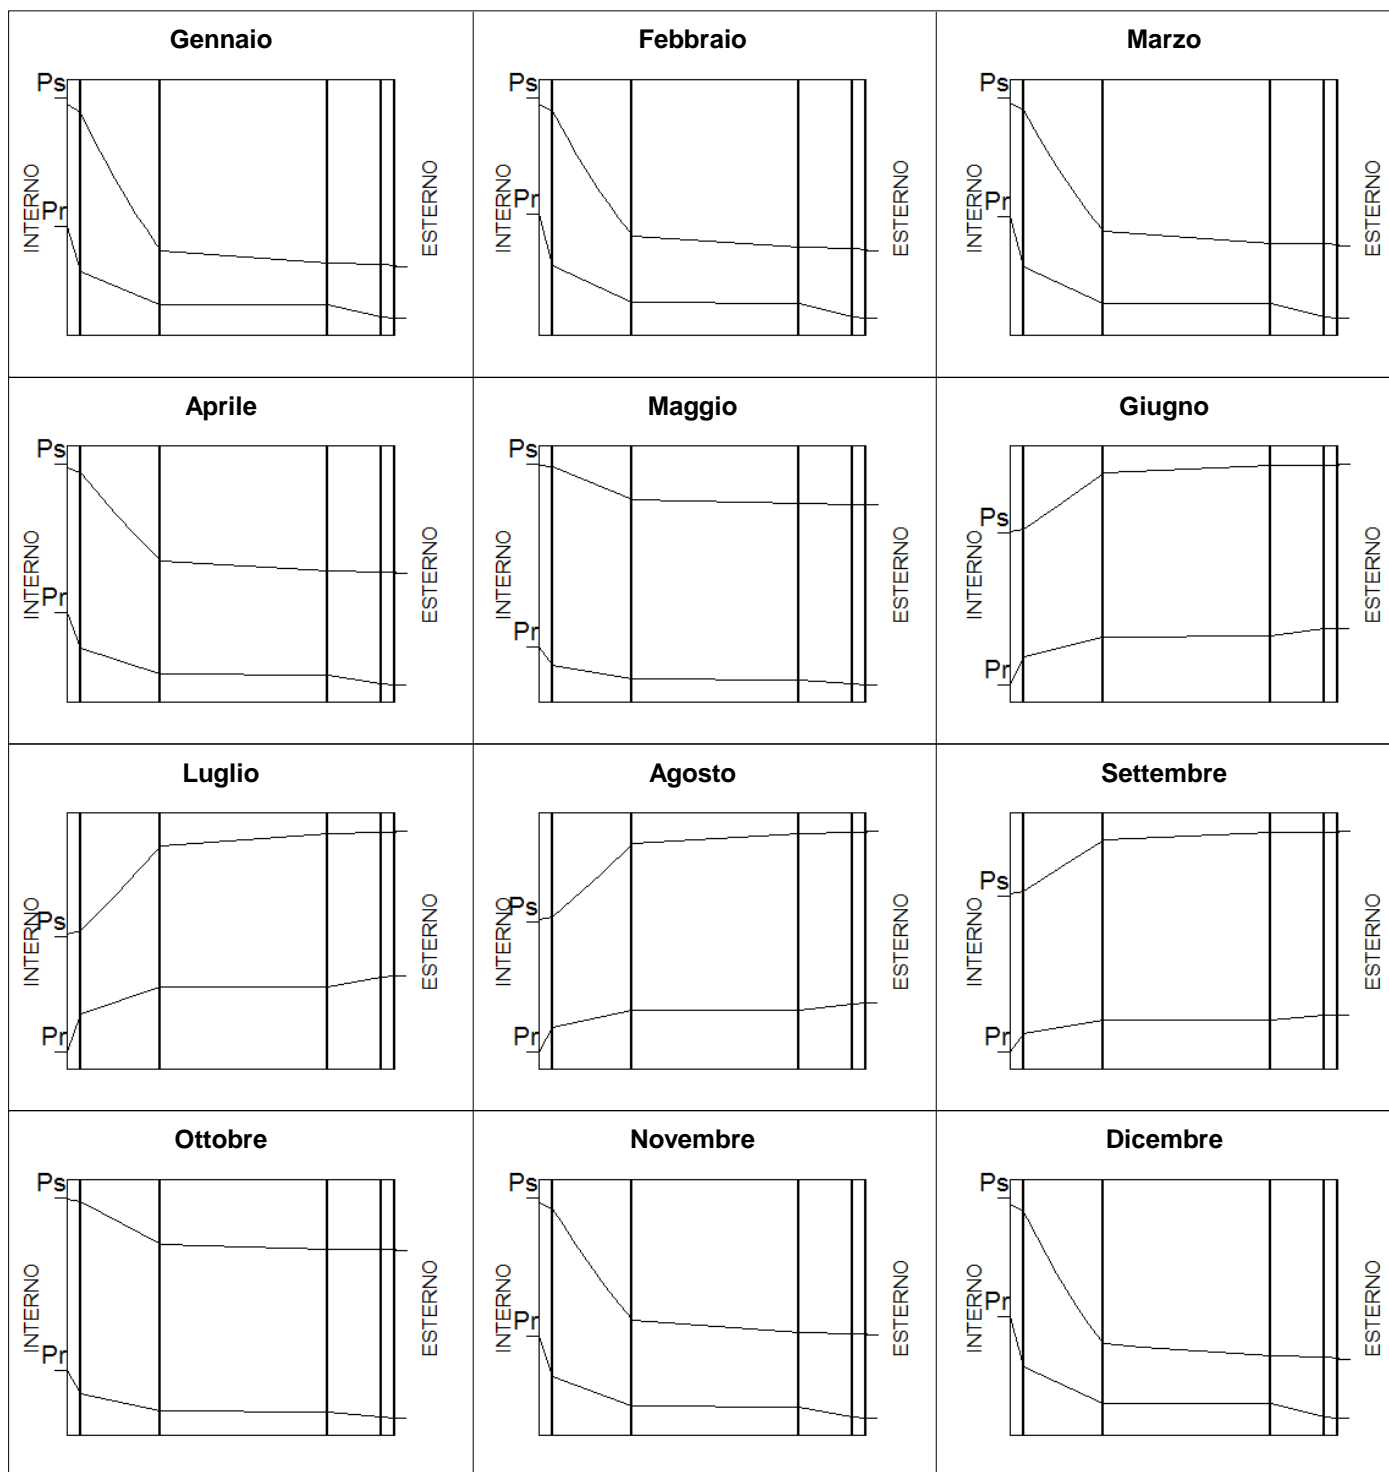 Gennaio
Febbraio
Marzo
Ps
Pr
INTERNO
ESTERNO
Ps
Pr
INTERNO
ESTERNO
Ps
Pr
INTERNO
ESTERNO
Aprile
Maggio
Giugno
Ps
Pr
INTERNO
ESTERNO
Ps
Pr
INTERNO
ESTERNO
Ps
Pr
INTERNO
ESTERNO
Luglio
Agosto
Settembre
Ps
Pr
INTERNO
ESTERNO
Ps
Pr
INTERNO
ESTERNO
Ps
Pr
INTERNO
ESTERNO
Ottobre
Novembre
Dicembre
Ps
Pr
INTERNO
ESTERNO
Ps
Pr
INTERNO
ESTERNO
Ps
Pr
INTERNO
ESTERNO